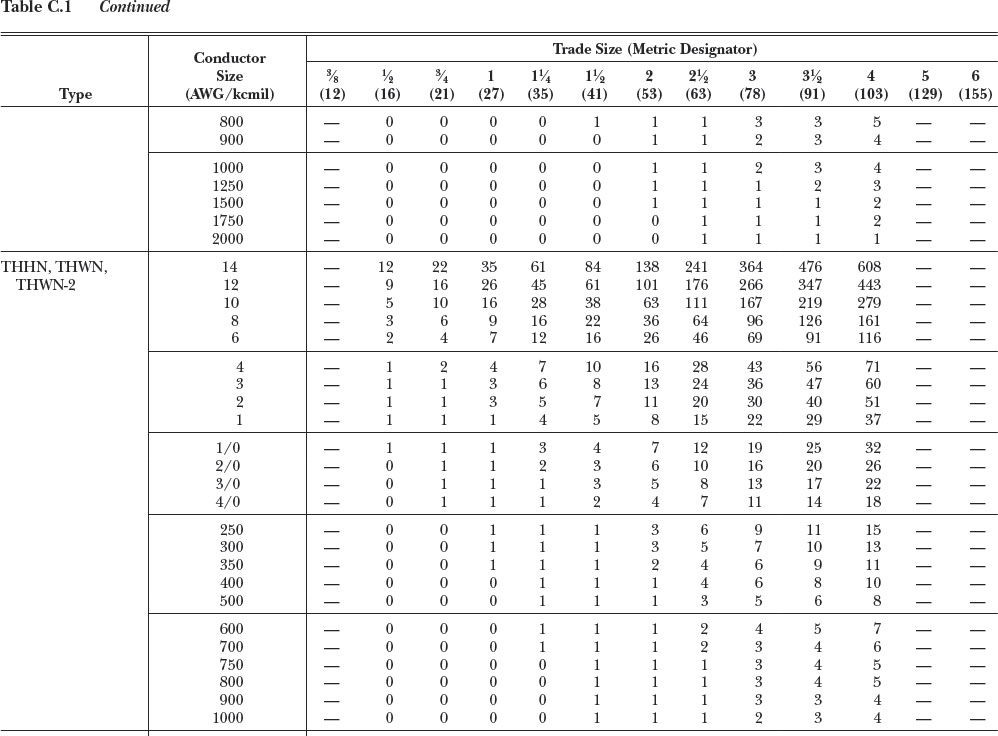 Table C.1 Continued
Trade Size (Metric Designator)
Type Conductor Size (AWG/kcmil) ⅜ (12) ½ (16) ¾ (21) 1 (27) 1¼ (35) 1½ (41) 2 (53) 2½ (63) 3 (78) 3½ (91) 4 (103) 5 (129) 6 (155)
800 — 0 0 0 0 1 1 1 3 3 5 — —
900 — 0 0 0 0 0 1 1 2 3 4 — —
1000 — 0 0 0 0 0 1 1 2 3 4 — —
1250 — 0 0 0 0 0 1 1 1 2 3 — —
1500 — 0 0 0 0 0 1 1 1 1 2 — —
1750 — 0 0 0 0 0 0 1 1 1 2 — —
2000 — 0 0 0 0 0 0 1 1 1 1 — —
THHN, THWN, 14 — 12 22 35 61 84 138 241 364 476 608 — —
THWN-2 12 — 9 16 26 45 61 101 176 266 347 443 — —
10 — 5 10 16 28 38 63 111 167 219 279 — —
8 — 3 6 9 16 22 36 64 96 126 161 — —
6 — 2 4 7 12 16 26 46 69 91 116 — —
4 — 1 2 4 7 10 16 28 43 56 71 — —
3 — 1 1 3 6 8 13 24 36 47 60 — —
2 — 1 1 3 5 7 11 20 30 40 51 — —
1 — 1 1 1 4 5 8 15 22 29 37 — —
1/0 — 1 1 1 3 4 7 12 19 25 32 — —
2/0 — 0 1 1 2 3 6 10 16 20 26 — —
3/0 — 0 1 1 1 3 5 8 13 17 22 — —
4/0 — 0 1 1 1 2 4 7 11 14 18 — —
250 — 0 0 1 1 1 3 6 9 11 15 — —
300 — 0 0 1 1 1 3 5 7 10 13 — —
350 — 0 0 1 1 1 2 4 6 9 11 — —
400 — 0 0 0 1 1 1 4 6 8 10 — —
500 — 0 0 0 1 1 1 3 5 6 8 — —
600 — 0 0 0 1 1 1 2 4 5 7 — —
700 — 0 0 0 1 1 1 2 3 4 6 — —
750 — 0 0 0 0 1 1 1 3 4 5 — —
800 — 0 0 0 0 1 1 1 3 4 5 — —
900 — 0 0 0 0 1 1 1 3 3 4 — —
1000 — 0 0 0 0 1 1 1 2 3 4 — —